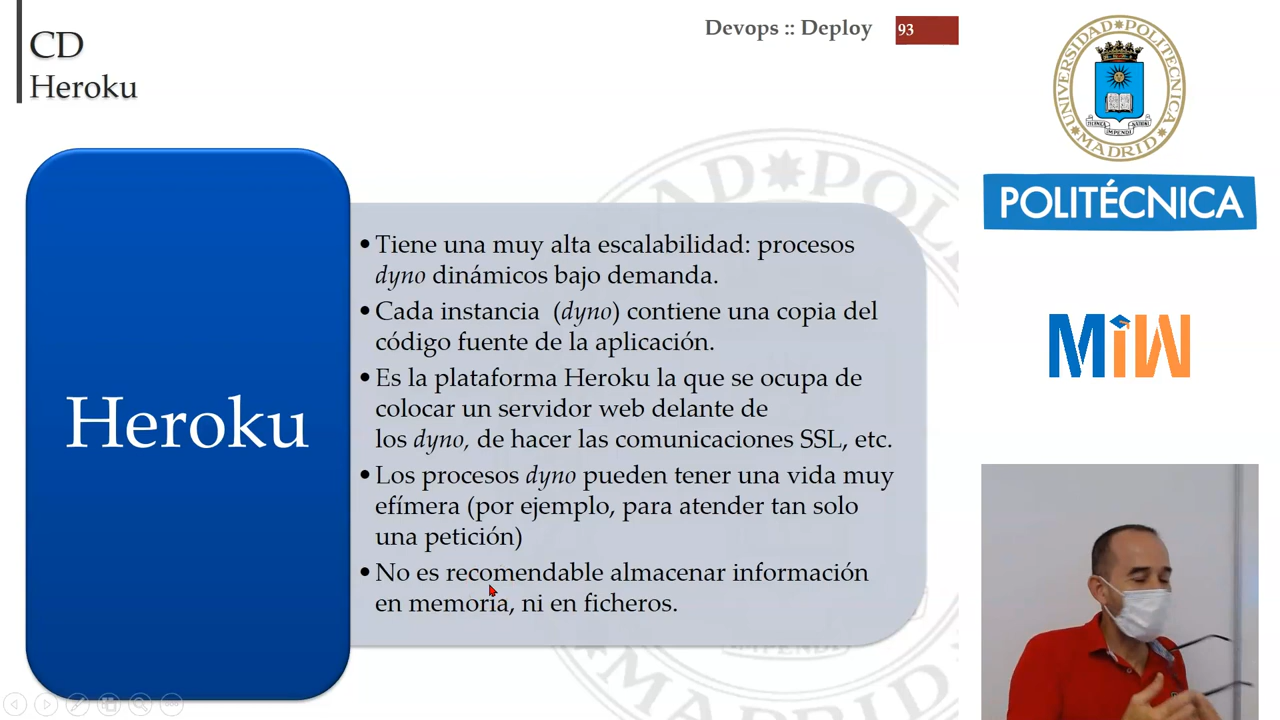 CD
Heroku
Devops :: Deploy
93
Heroku
•Tiene una muy alta escalabilidad: procesos
dyno dinámicos bajo demanda.
•Cada instancia (dyno) contiene una copia del
código fuente de la aplicación.
•Es la plataforma Heroku la que se ocupa de
colocar un servidor web delante de
los dyno, de hacer las comunicaciones SSL, etc.
•Los procesos dyno pueden tener una vida muy
efímera (por ejemplo, para atender tan solo
una petición)
•No es recomendable almacenar información
en memoria, ni en ficheros.
UNIVERSIDAD POLITECNICA
MADRID
POLITÉCNICA
MiW